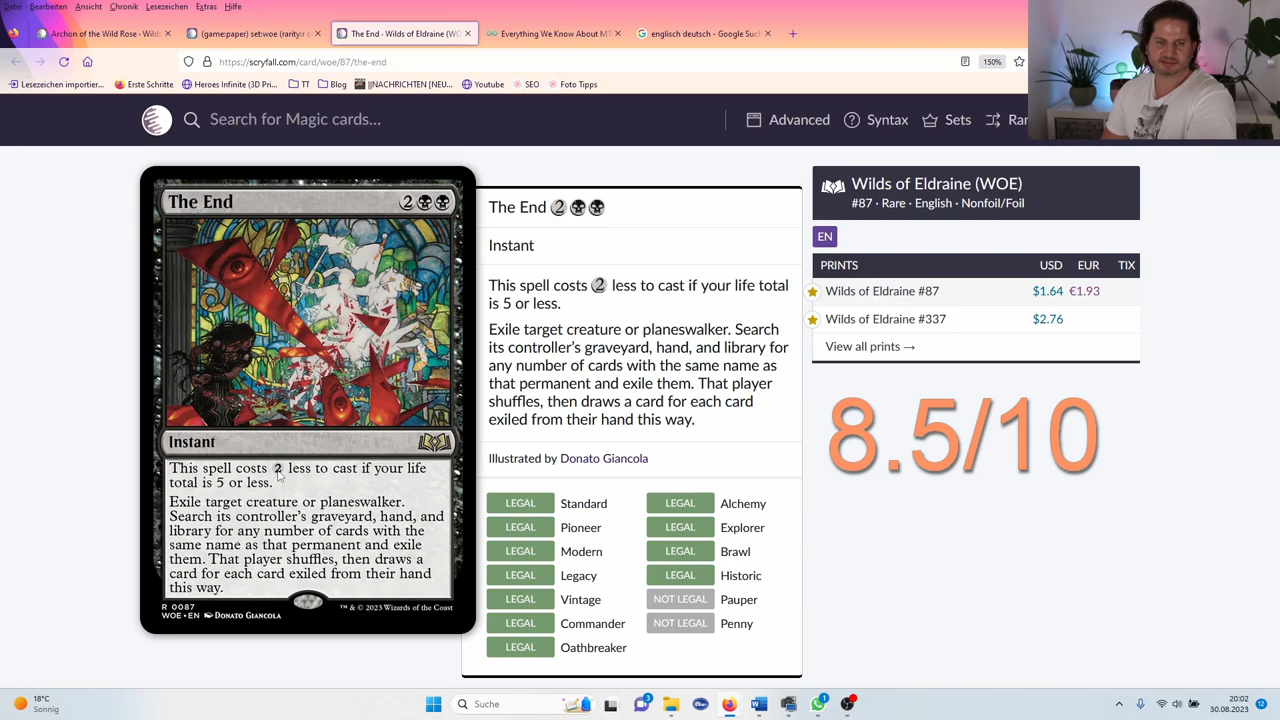 Datei Bearbeiten Ansicht Chronik Lesezeichen Extras Hilfe
Archon of the Wild Rose · Wild
(game:paper) set:woe (rarity:r
The End · Wilds of Eldraine (WO
Everything We Know About MT
englisch deutsch - Google Suc
https://scryfall.com/card/woe/87/the-end
150%
Lesezeichen importier...
Erste Schritte
Heroes Infinite (3D Pri...
TT
Blog
||NACHRICHTEN [NEU...
Youtube
SEO
Foto Tipps
Search for Magic cards...
Advanced
Syntax
Sets
Ran
The End 2
Instant
This spell costs 2 less to cast if your life
total is 5 or less.
Exile target creature or planeswalker.
Search its controller's graveyard, hand, and
library for any number of cards with the
same name as that permanent and exile
them. That player shuffles, then draws a
card for each card exiled from their hand
this way.
R 0087
WOE • EN DONATO GIANCOLA
™ & © 2023 Wizards of the Coast
The End 2
Instant
This spell costs 2 less to cast if your life total
is 5 or less.
Exile target creature or planeswalker. Search
its controller's graveyard, hand, and library for
any number of cards with the same name as
that permanent and exile them. That player
shuffles, then draws a card for each card
exiled from their hand this way.
Illustrated by Donato Giancola
LEGAL Standard LEGAL Alchemy
LEGAL Pioneer LEGAL Explorer
LEGAL Modern LEGAL Brawl
LEGAL Legacy LEGAL Historic
LEGAL Vintage NOT LEGAL Pauper
LEGAL Commander NOT LEGAL Penny
LEGAL Oathbreaker
Wilds of Eldraine (WOE)
#87 · Rare · English · Nonfoil/Foil
EN
PRINTS USD EUR TIX
Wilds of Eldraine #87 $1.64 €1.93
Wilds of Eldraine #337 $2.76
View all prints →
8.5/10
18°C
Sonnig
Suche
3
1
20:02
30.08.2023
12